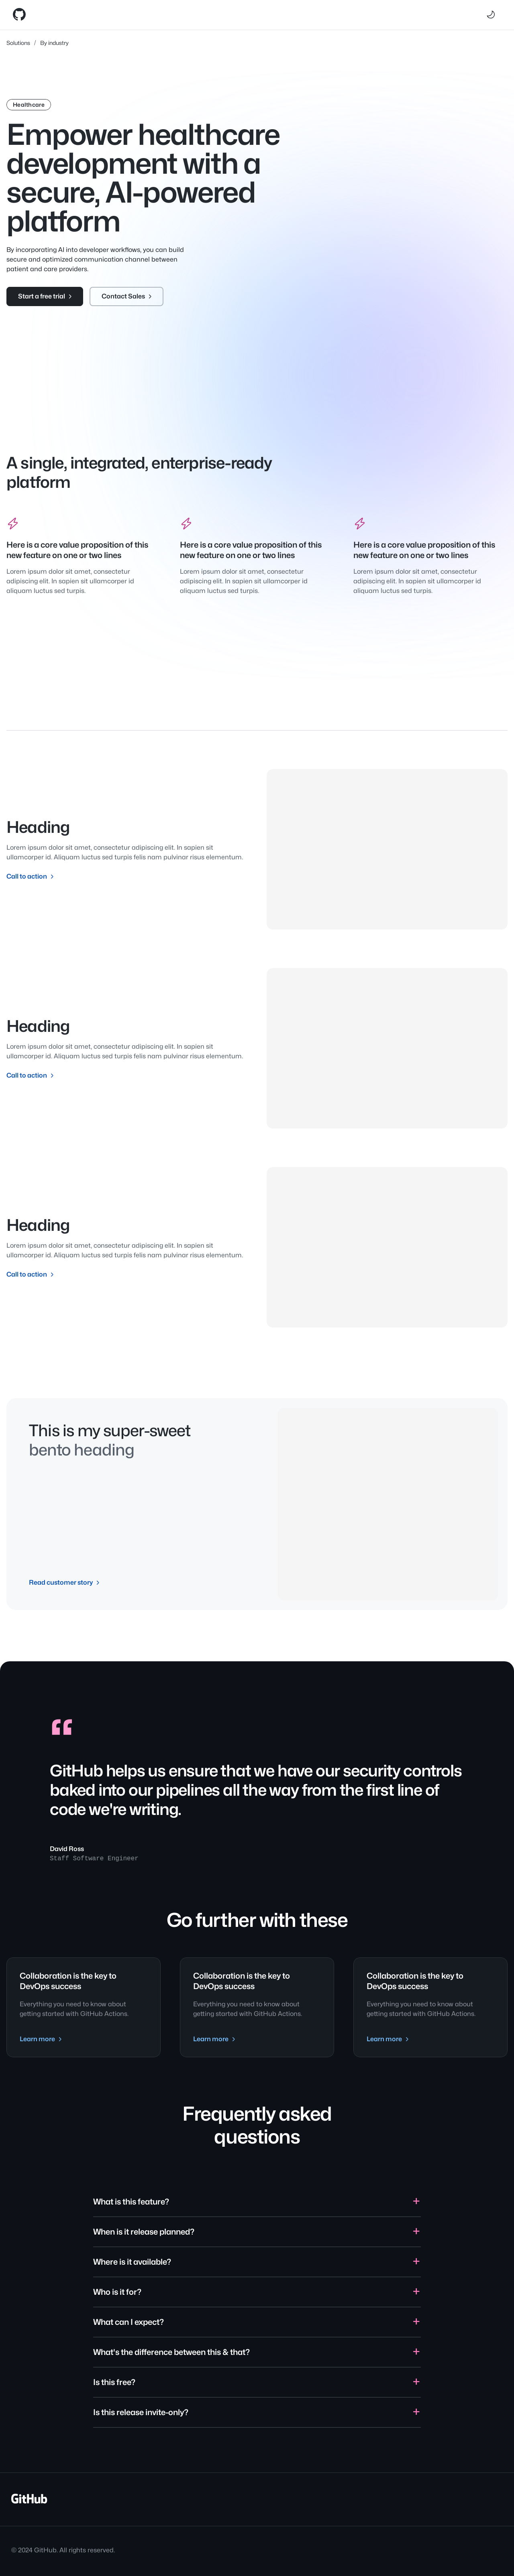 Solutions / By industry
Healthcare
Empower healthcare
development with a
secure, AI-powered
platform
By incorporating AI into developer workflows, you can build
secure and optimized communication channel between
patient and care providers.
Start a free trial
Contact Sales
A single, integrated, enterprise-ready
platform
Here is a core value proposition of this
new feature on one or two lines
Lorem ipsum dolor sit amet, consectetur
adipiscing elit. In sapien sit ullamcorper id
aliquam luctus sed turpis.
Here is a core value proposition of this
new feature on one or two lines
Lorem ipsum dolor sit amet, consectetur
adipiscing elit. In sapien sit ullamcorper id
aliquam luctus sed turpis.
Here is a core value proposition of this
new feature on one or two lines
Lorem ipsum dolor sit amet, consectetur
adipiscing elit. In sapien sit ullamcorper id
aliquam luctus sed turpis.
Heading
Lorem ipsum dolor sit amet, consectetur adipiscing elit. In sapien sit
ullamcorper id. Aliquam luctus sed turpis felis nam pulvinar risus elementum.
Call to action
Heading
Lorem ipsum dolor sit amet, consectetur adipiscing elit. In sapien sit
ullamcorper id. Aliquam luctus sed turpis felis nam pulvinar risus elementum.
Call to action
Heading
Lorem ipsum dolor sit amet, consectetur adipiscing elit. In sapien sit
ullamcorper id. Aliquam luctus sed turpis felis nam pulvinar risus elementum.
Call to action
This is my super-sweet
bento heading
Read customer story
“
GitHub helps us ensure that we have our security controls
baked into our pipelines all the way from the first line of
code we're writing.
David Ross
Staff Software Engineer
Go further with these
Collaboration is the key to
DevOps success
Everything you need to know about
getting started with GitHub Actions.
Learn more
Collaboration is the key to
DevOps success
Everything you need to know about
getting started with GitHub Actions.
Learn more
Collaboration is the key to
DevOps success
Everything you need to know about
getting started with GitHub Actions.
Learn more
Frequently asked
questions
What is this feature?
When is it release planned?
Where is it available?
Who is it for?
What can I expect?
What's the difference between this & that?
Is this free?
Is this release invite-only?
GitHub
© 2024 GitHub. All rights reserved.